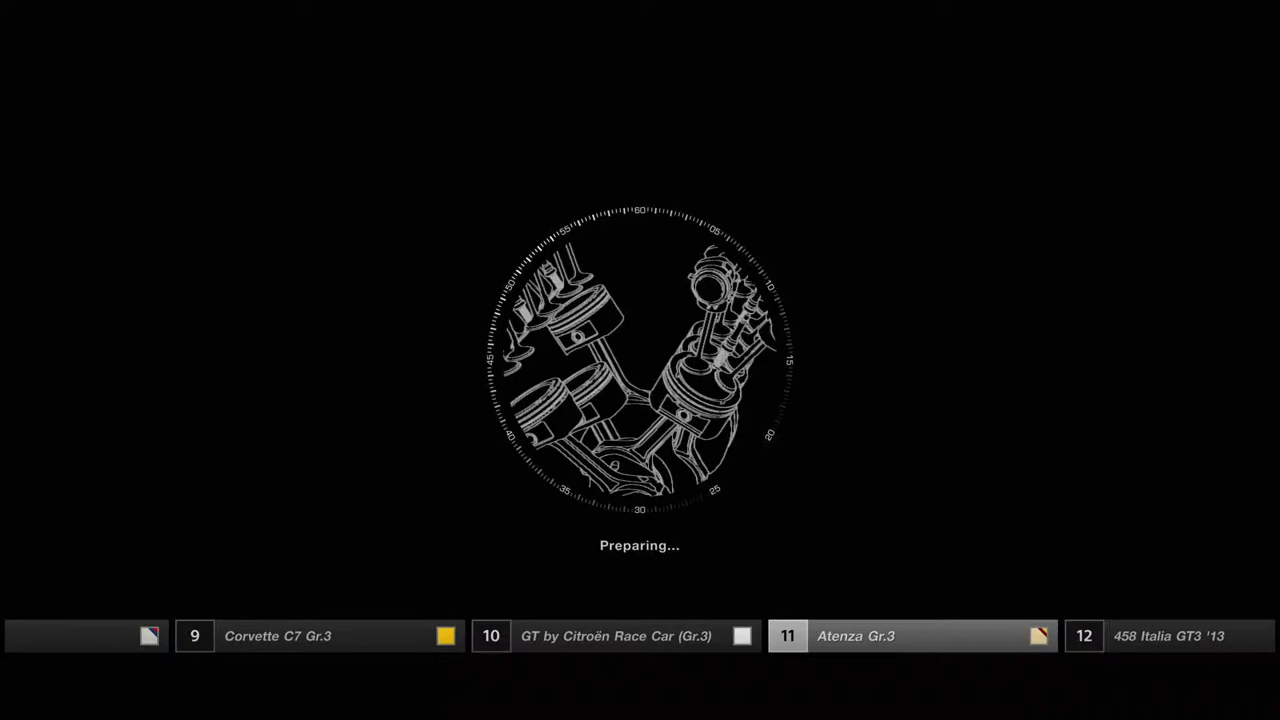 60
55
05
50
10
45
15
40
20
35
25
30
Preparing...
9 Corvette C7 Gr.3
10 GT by Citroën Race Car (Gr.3)
11 Atenza Gr.3
12 458 Italia GT3 '13